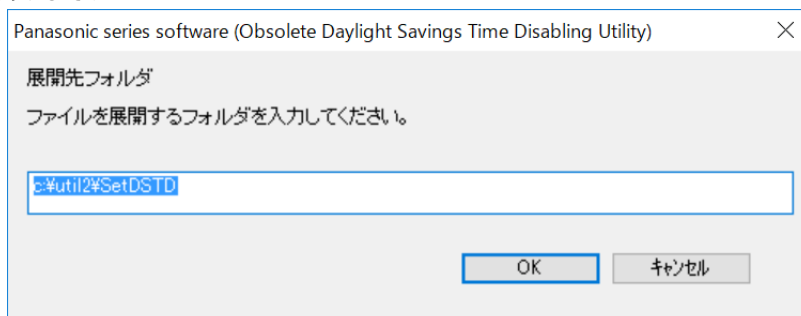 Panasonic series software (Obsolete Daylight Savings Time Disabling Utility)
展開先フォルダ
ファイルを展開するフォルダを入力してください。
c:¥util2¥SetDSTD
OK キャンセル